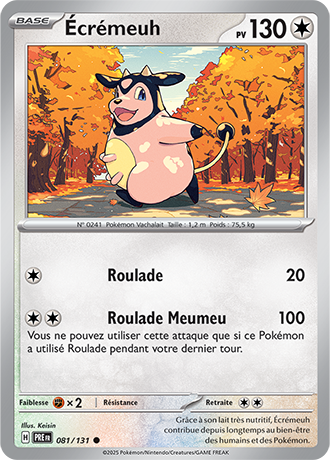 BASE Écrémeuh PV 130
N° 0241 Pokémon Vachalait Taille : 1,2 m Poids : 75,5 kg
Roulade 20
Roulade Meumeu 100
Vous ne pouvez utiliser cette attaque que si ce Pokémon
a utilisé Roulade pendant votre dernier tour.
Faiblesse ×2 Résistance Retraite
Illus. Keisin
H PRE FR 081/131
Grâce à son lait très nutritif, Écrémeuh
contribue depuis longtemps au bien-être
des humains et des Pokémon.
©2025 Pokémon/Nintendo/Creatures/GAME FREAK